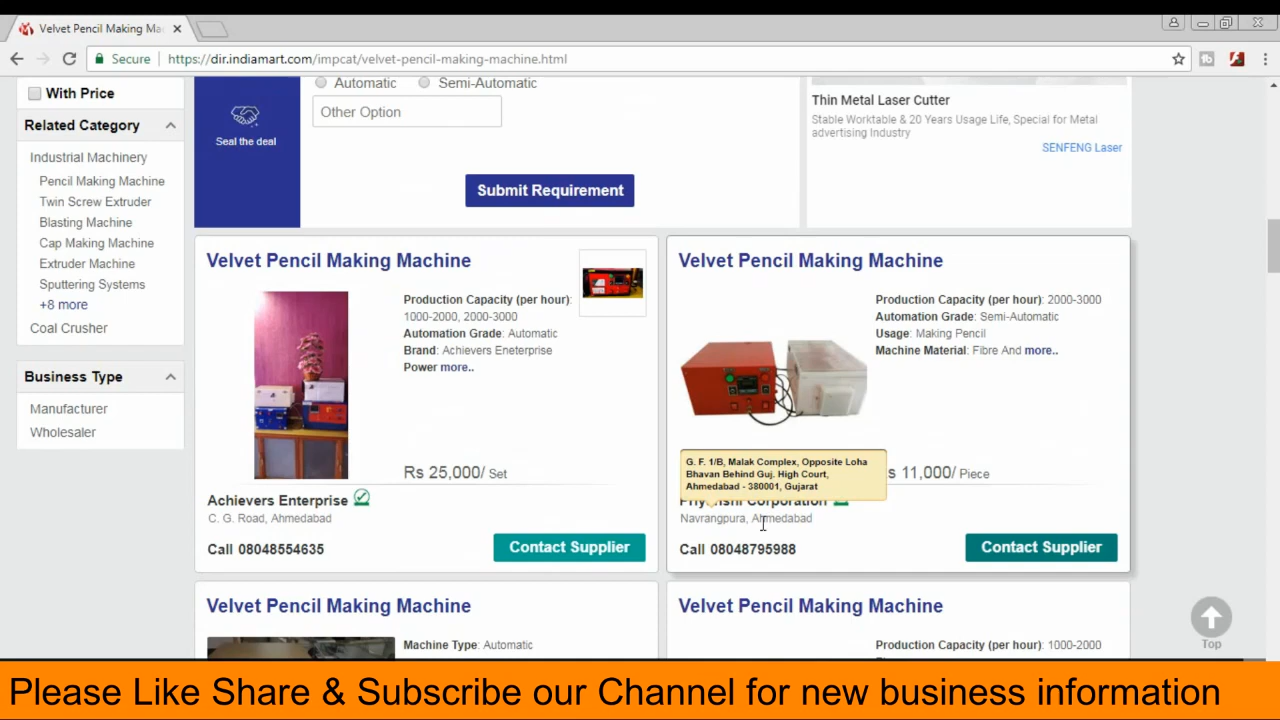 Velvet Pencil Making Ma
Secure https://dir.indiamart.com/impcat/velvet-pencil-making-machine.html
With Price
Related Category
Industrial Machinery
Pencil Making Machine
Twin Screw Extruder
Blasting Machine
Cap Making Machine
Extruder Machine
Sputtering Systems
+8 more
Coal Crusher
Business Type
Manufacturer
Wholesaler
Seal the deal
Automatic Semi-Automatic
Other Option
Submit Requirement
Thin Metal Laser Cutter
Stable Worktable & 20 Years Usage Life, Special for Metal
advertising Industry
SENFENG Laser
Velvet Pencil Making Machine
Production Capacity (per hour):
1000-2000, 2000-3000
Automation Grade: Automatic
Brand: Achievers Eneterprise
Power more..
Rs 25,000/ Set
Achievers Enterprise
C. G. Road, Ahmedabad
Call 08048554635
Contact Supplier
Velvet Pencil Making Machine
Production Capacity (per hour): 2000-3000
Automation Grade: Semi-Automatic
Usage: Making Pencil
Machine Material: Fibre And more..
G. F. 1/B, Malak Complex, Opposite Loha
Bhavan Behind Guj. High Court,
Ahmedabad - 380001, Gujarat
s 11,000/ Piece
Corporation
Navrangpura, Ahmedabad
Call 08048795988
Contact Supplier
Velvet Pencil Making Machine
Machine Type: Automatic
Velvet Pencil Making Machine
Production Capacity (per hour): 1000-2000
Top
Please Like Share & Subscribe our Channel for new business information